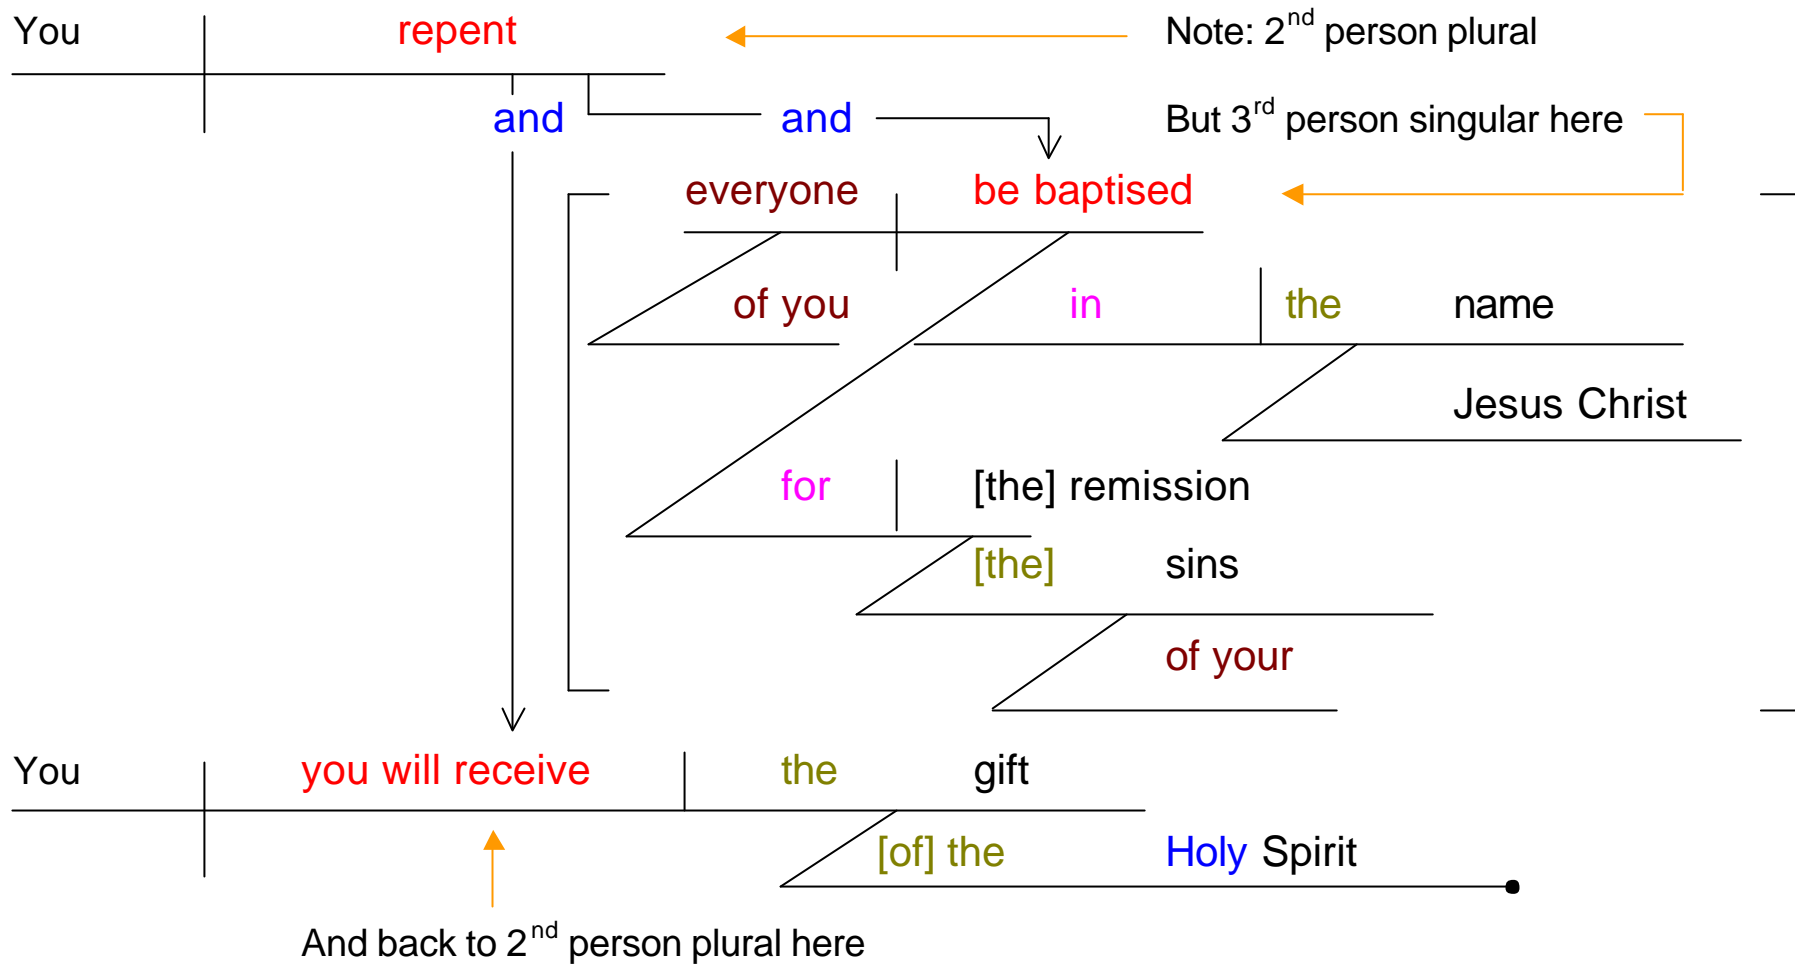 You repent Note: 2nd person plural
and and But 3rd person singular here
everyone be baptised
of you in the name
Jesus Christ
for [the] remission
[the] sins
of your
You you will receive the gift
[of] the Holy Spirit
And back to 2nd person plural here